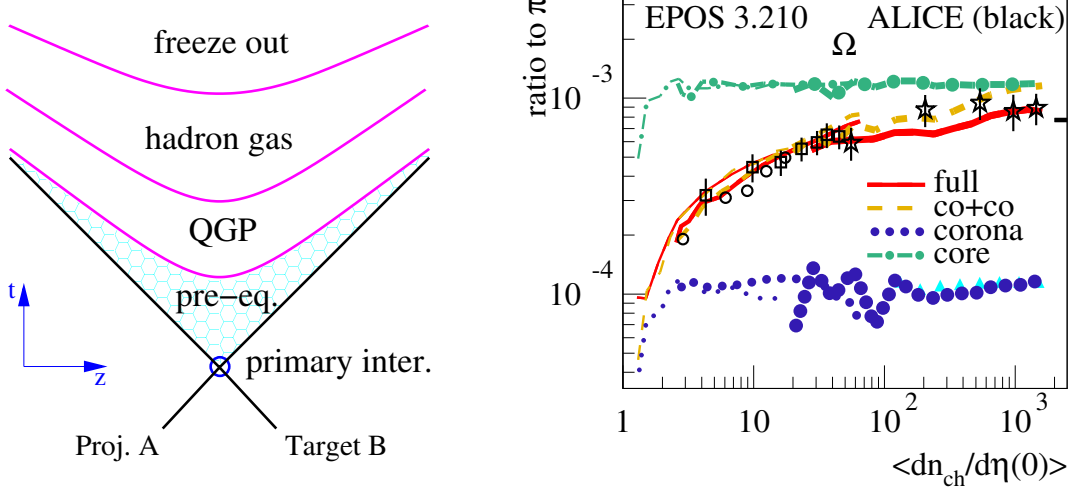 freeze out
hadron gas
QGP
pre−eq.
t
z
primary inter.
Proj. A
Target B
ratio to π
EPOS 3.210
ALICE (black)
Ω
10 -3
full
co+co
corona
core
10 -4
1
10
10 2
10 3
<dn ch /dη(0)>